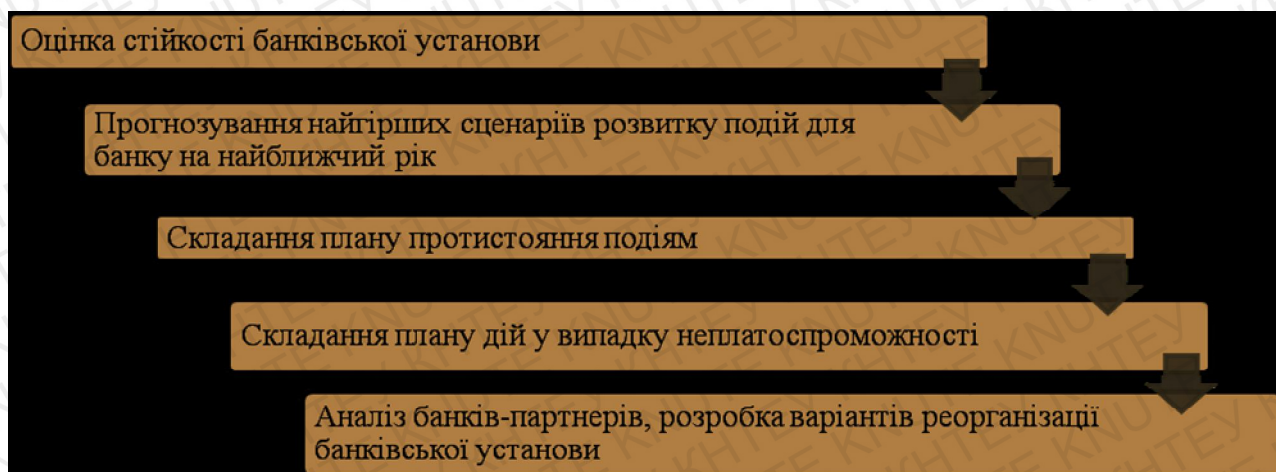 Оцінка стійкості банківської установи
Прогнозування найгірших сценаріїв розвитку подій для
банку на найближчий рік
Складання плану протистояння подіям
Складання плану дій у випадку неплатоспроможності
Аналіз банків-партнерів, розробка варіантів реорганізації
банківської установи